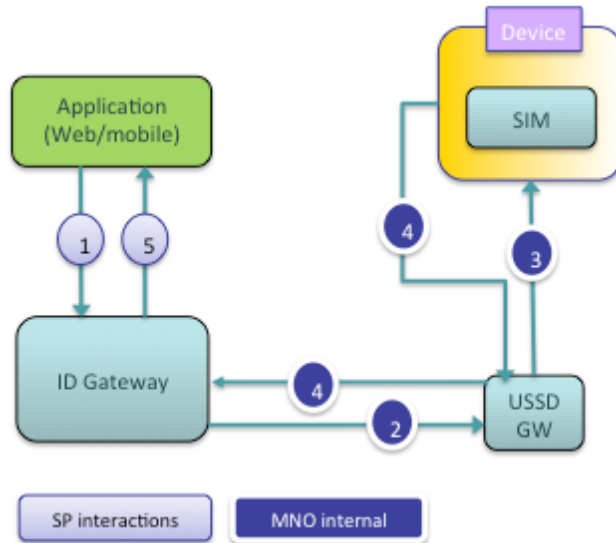 Device
Application
(Web/mobile)
SIM
1
5
4
3
ID Gateway
4
2
USSD
GW
SP interactions
MNO internal